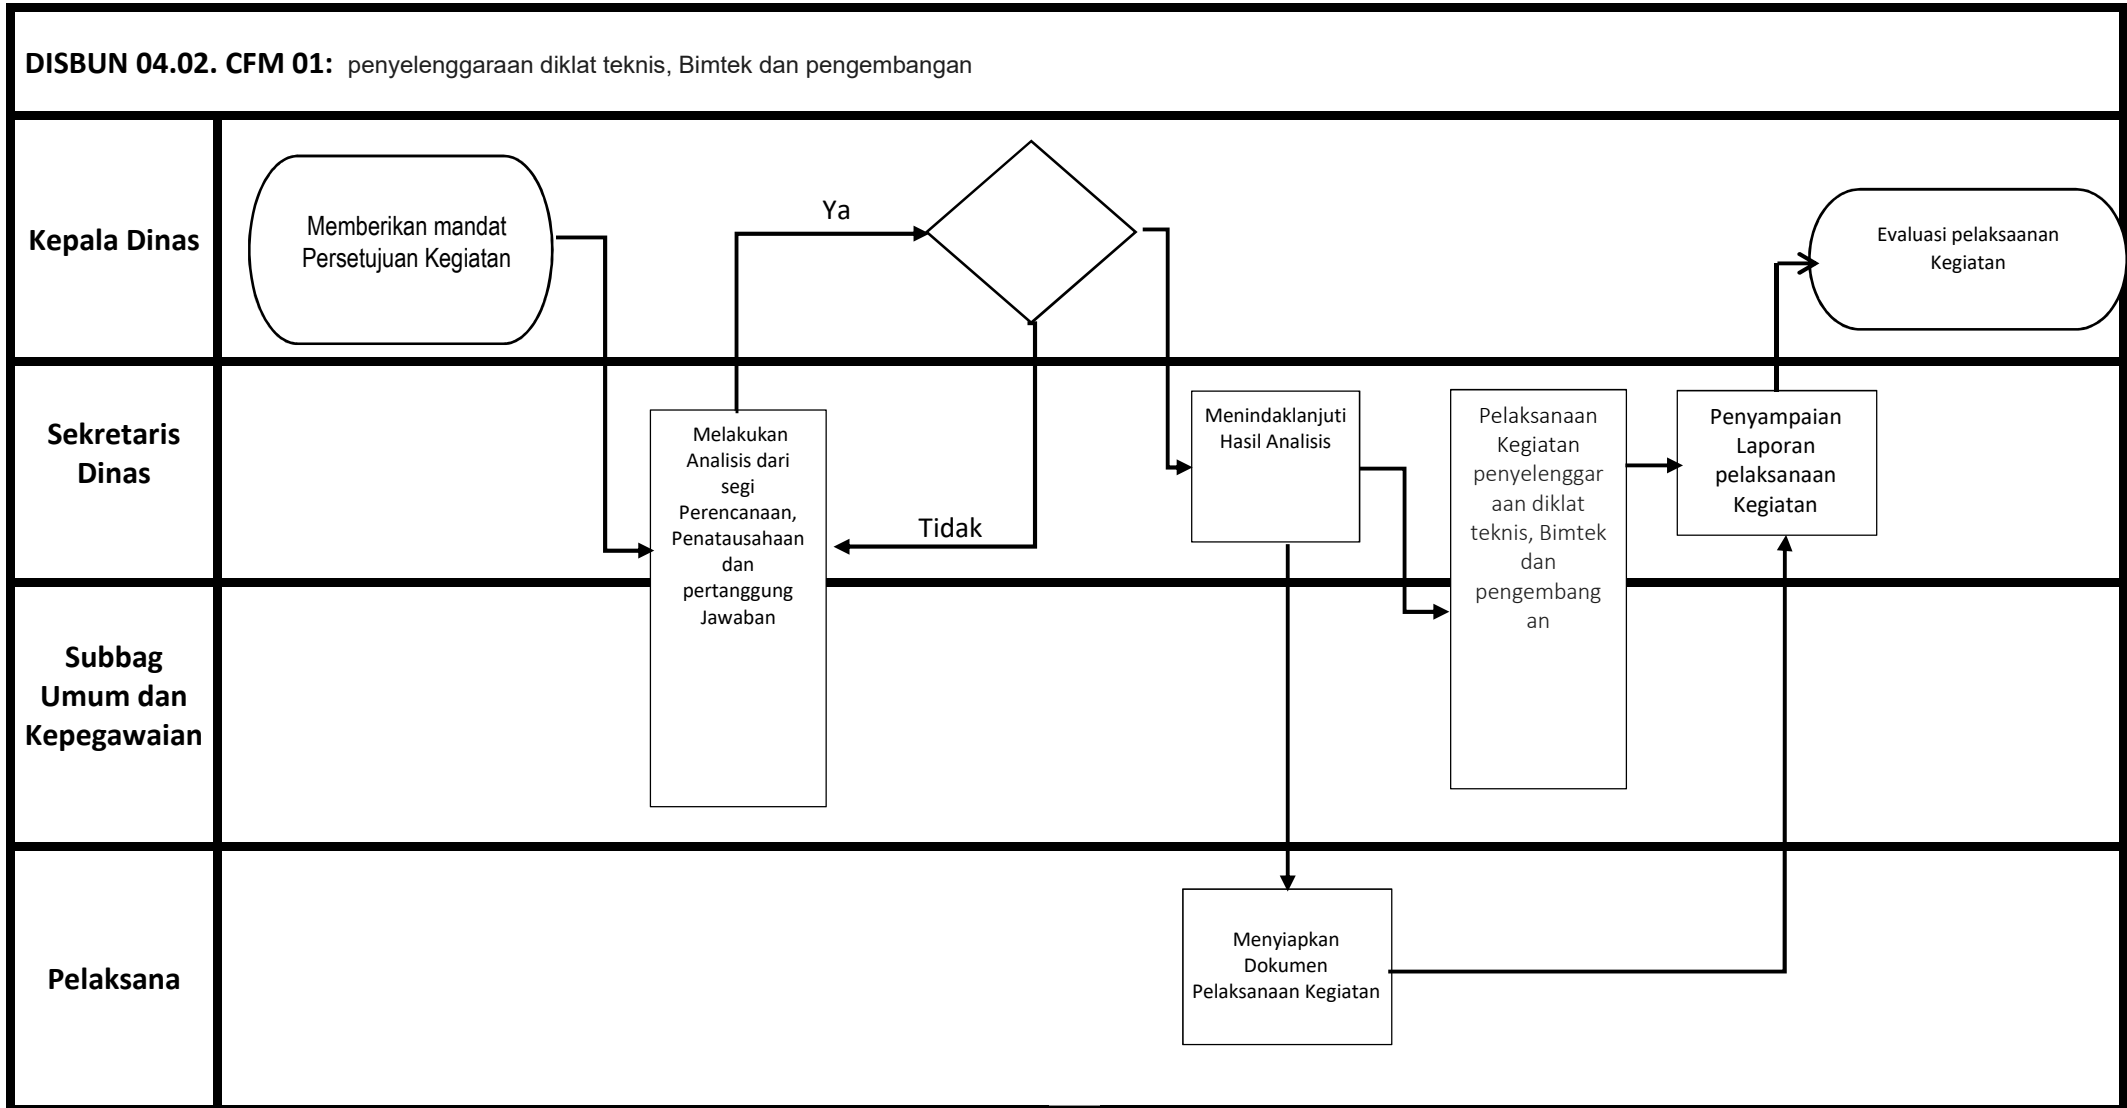 DISBUN 04.02. CFM 01: penyelenggaraan diklat teknis, Bimtek dan pengembangan
Kepala Dinas
Memberikan mandat
Persetujuan Kegiatan
Ya
Evaluasi pelaksaanan
Kegiatan
Sekretaris
Dinas
Melakukan
Analisis dari
segi
Perencanaan,
Penatausahaan
dan
pertanggung
Jawaban
Tidak
Menindaklanjuti
Hasil Analisis
Pelaksanaan
Kegiatan
penyelenggar
aan diklat
teknis, Bimtek
dan
pengembang
an
Penyampaian
Laporan
pelaksanaan
Kegiatan
Subbag
Umum dan
Kepegawaian
Pelaksana
Menyiapkan
Dokumen
Pelaksanaan Kegiatan